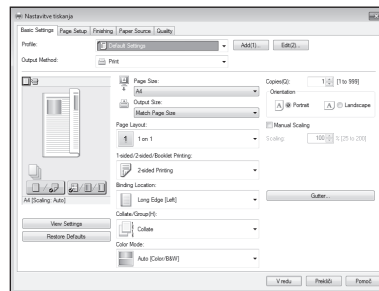 Nastavitve tiskanja
Basic Settings Page Setup Finishing Paper Source Quality
Profile: Default Settings Add(1)... Edit(2)...
Output Method: Print
Page Size:
A4
Output Size:
Match Page Size
Copies(Q): 1 [1 to 999]
Orientation
A Portrait A Landscape
Page Layout:
1 1 on 1
Manual Scaling
Scaling: 100 % [25 to 200]
1-sided/2-sided/Booklet Printing:
2-sided Printing
Binding Location:
Long Edge [Left]
Gutter...
A4 [Scaling: Auto]
View Settings
Restore Defaults
Collate/Group(H):
Collate
Color Mode:
Auto [Color/B&W]
V redu Prekliči Pomoč